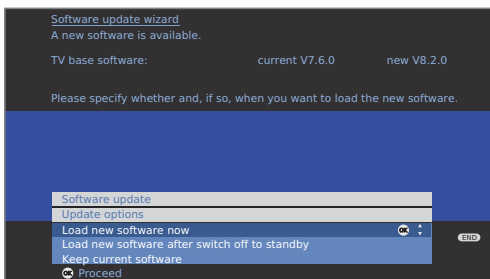 Software update wizard
A new software is available.
TV base software: current V7.6.0 new V8.2.0
Please specify whether and, if so, when you want to load the new software.
Software update
Update options
Load new software now OK
END
Load new software after switch off to standby
Keep current software
OK Proceed